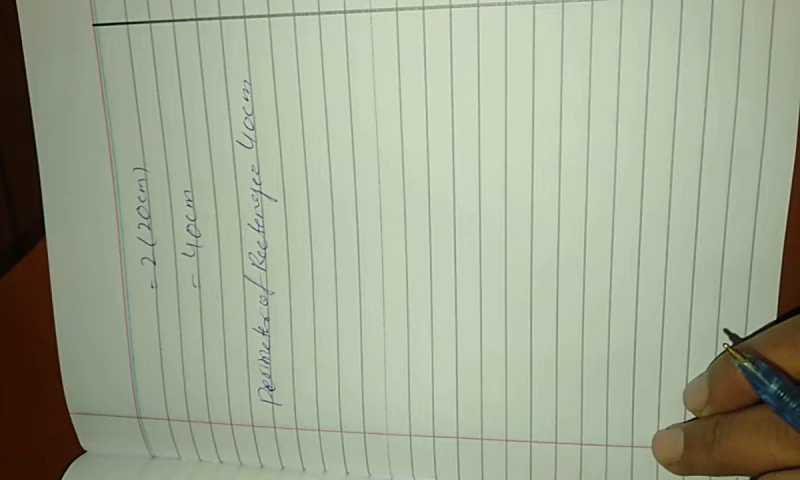 = 2(20cm)
= 40cm
Perimeter of Rectangle = 40cm